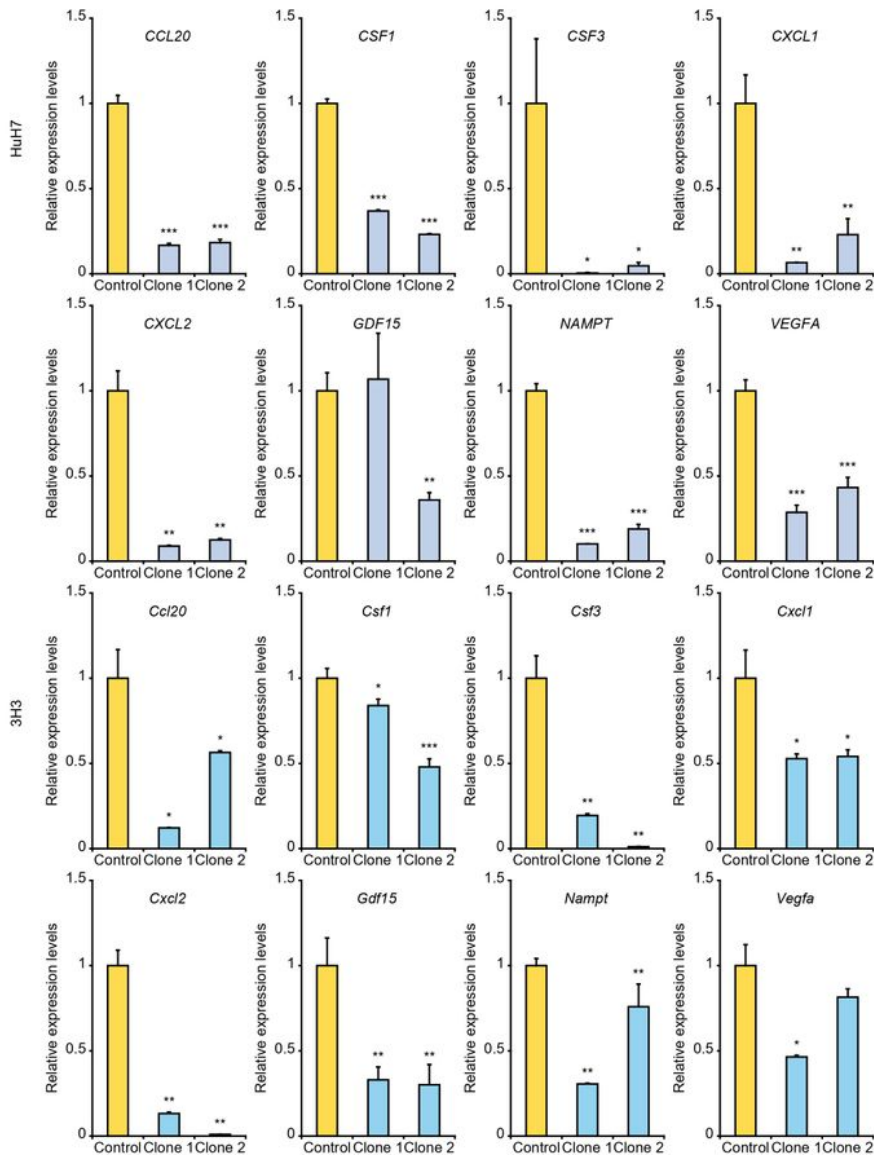 HuH7
CCL20
Relative expression levels
1.5
1
0.5
0
***
***
Control Clone 1 Clone 2
CSF1
Relative expression levels
1.5
1
0.5
0
***
***
Control Clone 1 Clone 2
CSF3
Relative expression levels
1.5
1
0.5
0
*
*
Control Clone 1 Clone 2
CXCL1
Relative expression levels
1.5
1
0.5
0
**
**
Control Clone 1 Clone 2
CXCL2
Relative expression levels
1.5
1
0.5
0
**
**
Control Clone 1 Clone 2
GDF15
Relative expression levels
1.5
1
0.5
0
**
Control Clone 1 Clone 2
NAMPT
Relative expression levels
1.5
1
0.5
0
***
***
Control Clone 1 Clone 2
VEGFA
Relative expression levels
1.5
1
0.5
0
***
***
Control Clone 1 Clone 2
3H3
Ccl20
Relative expression levels
1.5
1
0.5
0
*
*
Control Clone 1 Clone 2
Csf1
Relative expression levels
1.5
1
0.5
0
*
***
Control Clone 1 Clone 2
Csf3
Relative expression levels
1.5
1
0.5
0
**
**
Control Clone 1 Clone 2
Cxcl1
Relative expression levels
1.5
1
0.5
0
*
*
Control Clone 1 Clone 2
Cxcl2
Relative expression levels
1.5
1
0.5
0
**
**
Control Clone 1 Clone 2
Gdf15
Relative expression levels
1.5
1
0.5
0
**
**
Control Clone 1 Clone 2
Nampt
Relative expression levels
1.5
1
0.5
0
**
**
Control Clone 1 Clone 2
Vegfa
Relative expression levels
1.5
1
0.5
0
*
Control Clone 1 Clone 2